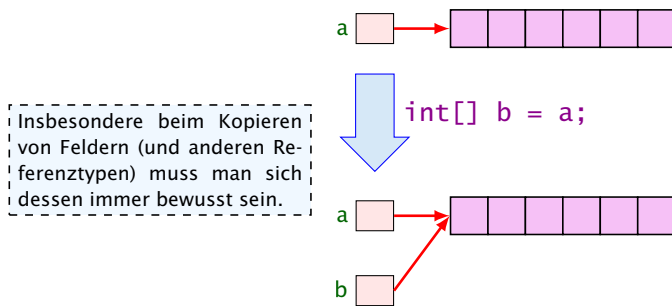 a
int[] b = a;
Insbesondere beim Kopieren
von Feldern (und anderen Re-
ferenztypen) muss man sich
dessen immer bewusst sein.
a
b